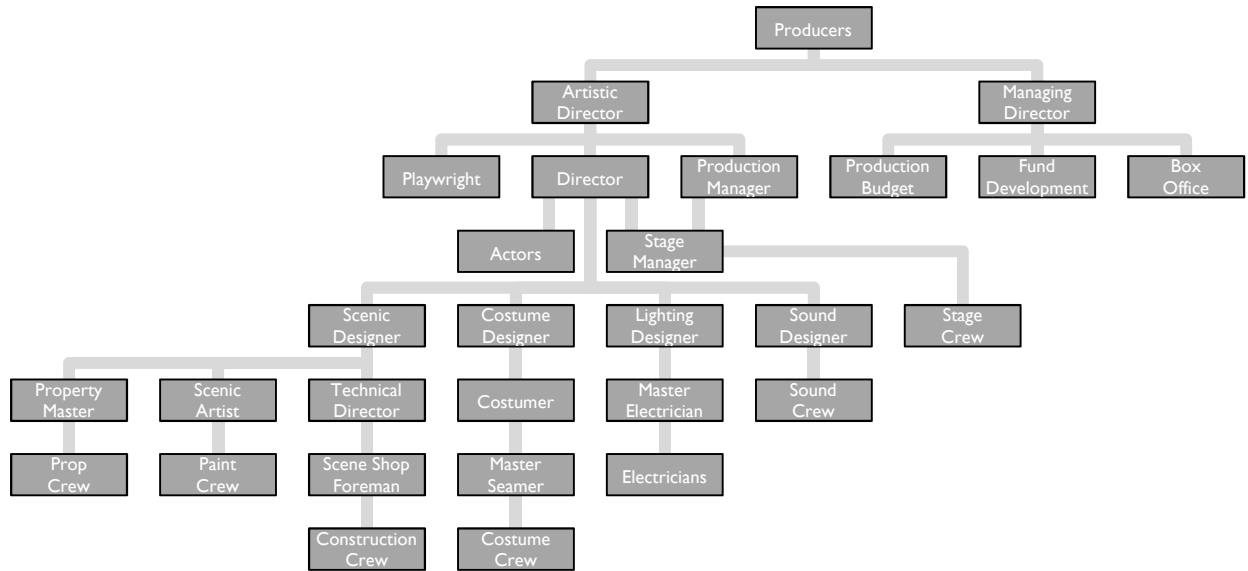 Producers
Artistic
Director
Managing
Director
Playwright
Director
Production
Manager
Production
Budget
Fund
Development
Box
Office
Actors
Stage
Manager
Scenic
Designer
Costume
Designer
Lighting
Designer
Sound
Designer
Stage
Crew
Property
Master
Scenic
Artist
Technical
Director
Costumer
Master
Electrician
Sound
Crew
Prop
Crew
Paint
Crew
Scene Shop
Foreman
Master
Seamer
Electricians
Construction
Crew
Costume
Crew